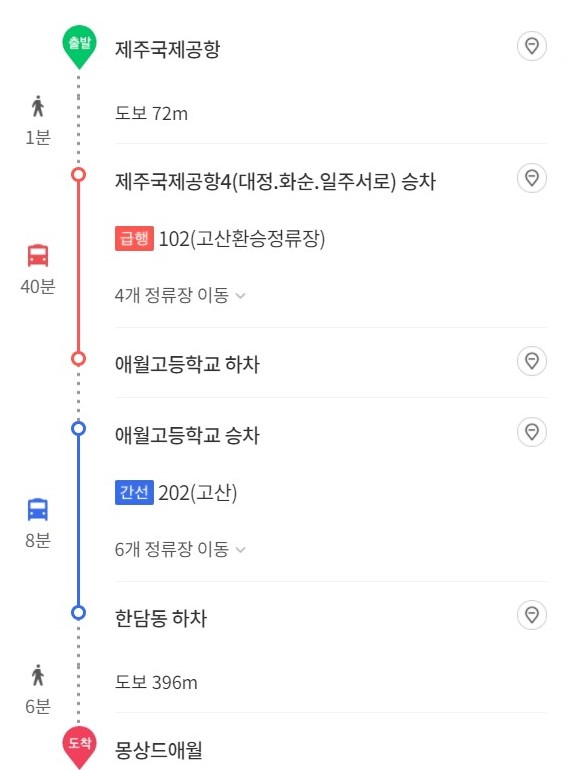 출발
제주국제공항
도보 72m
1분
제주국제공항4(대정.화순.일주서로) 승차
급행 102(고산환승정류장)
40분
4개 정류장 이동
애월고등학교 하차
애월고등학교 승차
간선 202(고산)
8분
6개 정류장 이동
한담동 하차
도보 396m
6분
도착
몽상드애월